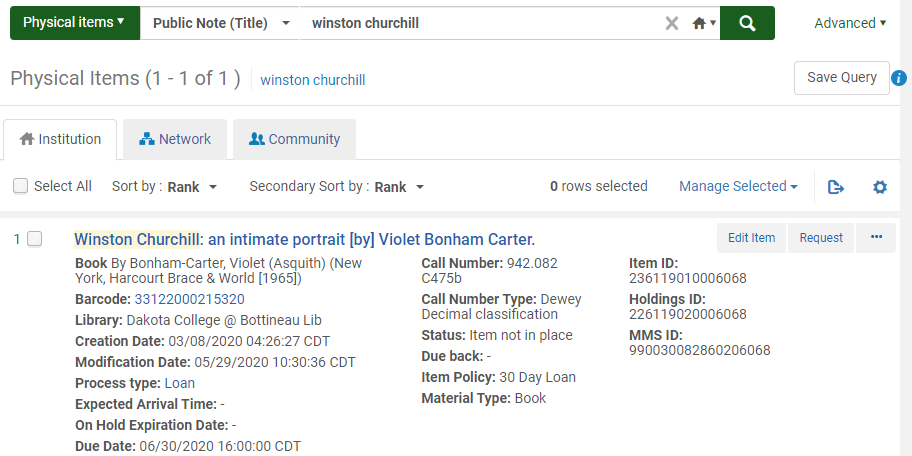 Physical items Public Note (Title) winston churchill Advanced
Physical Items (1 - 1 of 1 ) winston churchill Save Query i
Institution Network Community
Select All Sort by : Rank Secondary Sort by : Rank 0 rows selected Manage Selected
1 Winston Churchill: an intimate portrait [by] Violet Bonham Carter. Edit Item Request ...
Book By Bonham-Carter, Violet (Asquith) (New
York, Harcourt Brace & World [1965])
Barcode: 33122000215320
Library: Dakota College @ Bottineau Lib
Creation Date: 03/08/2020 04:26:27 CDT
Modification Date: 05/29/2020 10:30:36 CDT
Process type: Loan
Expected Arrival Time: -
On Hold Expiration Date: -
Due Date: 06/30/2020 16:00:00 CDT
Call Number: 942.082
C475b
Call Number Type: Dewey
Decimal classification
Status: Item not in place
Due back: -
Item Policy: 30 Day Loan
Material Type: Book
Item ID:
236119010006068
Holdings ID:
226119020006068
MMS ID:
990030082860206068